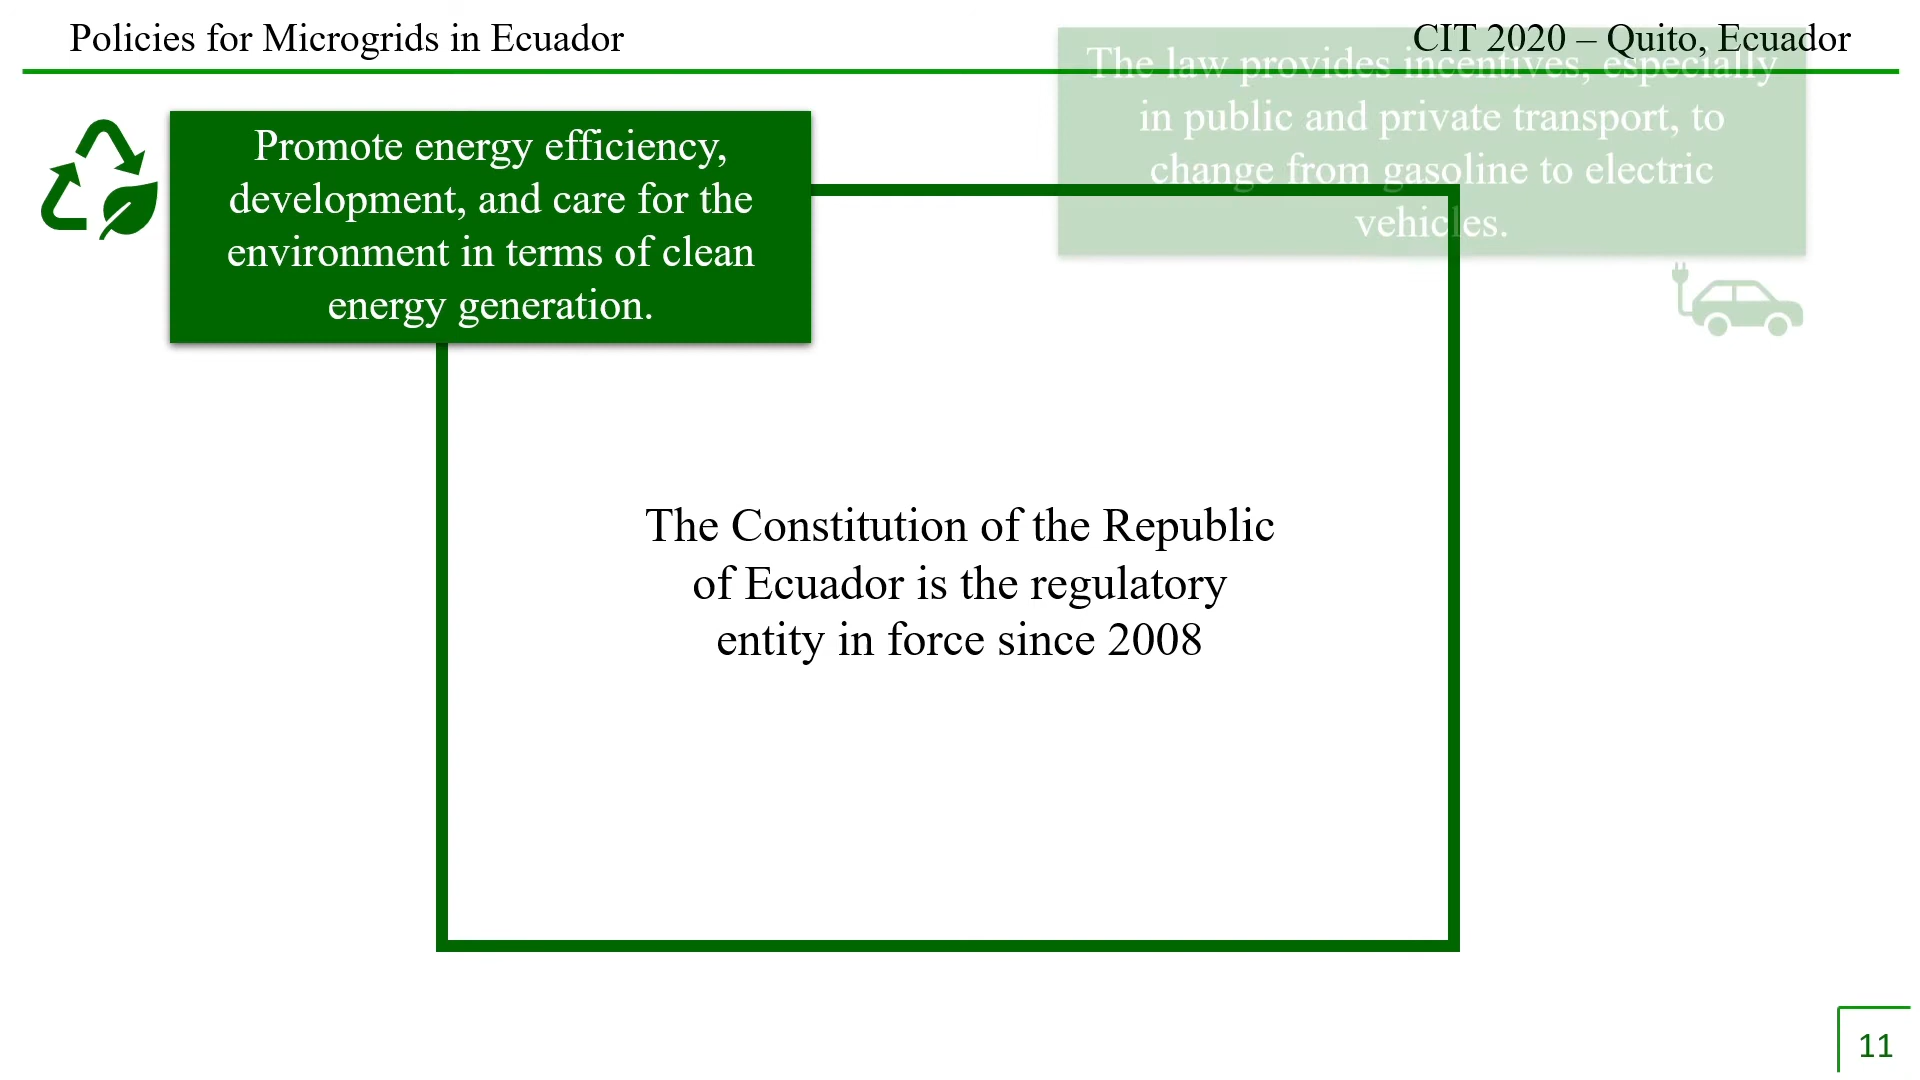 Policies for Microgrids in Ecuador
CIT 2020 – Quito, Ecuador
Promote energy efficiency,
development, and care for the
environment in terms of clean
energy generation.
The law provides incentives, especially
in public and private transport, to
change from gasoline to electric
vehicles.
The Constitution of the Republic
of Ecuador is the regulatory
entity in force since 2008
11